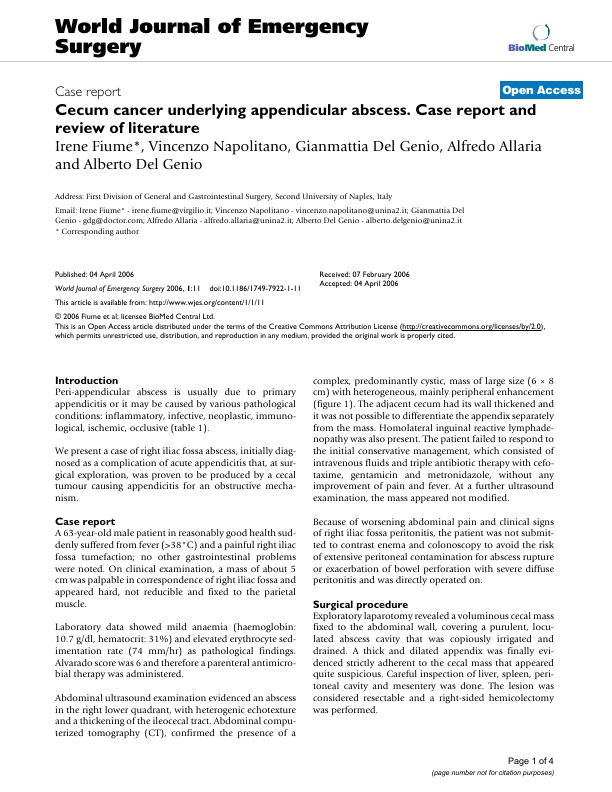 World Journal of Emergency
Surgery
BioMed Central
Case report
Open Access
Cecum cancer underlying appendicular abscess. Case report and
review of literature
Irene Fiume*, Vincenzo Napolitano, Gianmattia Del Genio, Alfredo Allaria
and Alberto Del Genio
Address: First Division of General and Gastrointestinal Surgery, Second University of Naples, Italy
Email: Irene Fiume* - irene.fiume@virgilio.it; Vincenzo Napolitano - vincenzo.napolitano@unina2.it; Gianmattia Del
Genio - gdg@doctor.com; Alfredo Allaria - alfredo.allaria@unina2.it; Alberto Del Genio - alberto.delgenio@unina2.it
* Corresponding author
Published: 04 April 2006
World Journal of Emergency Surgery 2006, 1:11 doi:10.1186/1749-7922-1-11
Received: 07 February 2006
Accepted: 04 April 2006
This article is available from: http://www.wjes.org/content/1/1/11
© 2006 Fiume et al; licensee BioMed Central Ltd.
This is an Open Access article distributed under the terms of the Creative Commons Attribution License (http://creativecommons.org/licenses/by/2.0),
which permits unrestricted use, distribution, and reproduction in any medium, provided the original work is properly cited.
Introduction
Peri-appendicular abscess is usually due to primary
appendicitis or it may be caused by various pathological
conditions: inflammatory, infective, neoplastic, immuno-
logical, ischemic, occlusive (table 1).
We present a case of right iliac fossa abscess, initially diag-
nosed as a complication of acute appendicitis that, at sur-
gical exploration, was proven to be produced by a cecal
tumour causing appendicitis for an obstructive mecha-
nism.
Case report
A 63-year-old male patient in reasonably good health sud-
denly suffered from fever (>38°C) and a painful right iliac
fossa tumefaction; no other gastrointestinal problems
were noted. On clinical examination, a mass of about 5
cm was palpable in correspondence of right iliac fossa and
appeared hard, not reducible and fixed to the parietal
muscle.
Laboratory data showed mild anaemia (haemoglobin:
10.7 g/dl, hematocrit: 31%) and elevated erythrocyte sed-
imentation rate (74 mm/hr) as pathological findings.
Alvarado score was 6 and therefore a parenteral antimicro-
bial therapy was administered.
Abdominal ultrasound examination evidenced an abscess
in the right lower quadrant, with heterogenic echotexture
and a thickening of the ileocecal tract. Abdominal compu-
terized tomography (CT), confirmed the presence of a
complex, predominantly cystic, mass of large size (6 × 8
cm) with heterogeneous, mainly peripheral enhancement
(figure 1). The adjacent cecum had its wall thickened and
it was not possible to differentiate the appendix separately
from the mass. Homolateral inguinal reactive lymphade-
nopathy was also present. The patient failed to respond to
the initial conservative management, which consisted of
intravenous fluids and triple antibiotic therapy with cefo-
taxime, gentamicin and metronidazole, without any
improvement of pain and fever. At a further ultrasound
examination, the mass appeared not modified.
Because of worsening abdominal pain and clinical signs
of right iliac fossa peritonitis, the patient was not submit-
ted to contrast enema and colonoscopy to avoid the risk
of extensive peritoneal contamination for abscess rupture
or exacerbation of bowel perforation with severe diffuse
peritonitis and was directly operated on.
Surgical procedure
Exploratory laparotomy revealed a voluminous cecal mass
fixed to the abdominal wall, covering a purulent, locu-
lated abscess cavity that was copiously irrigated and
drained. A thick and dilated appendix was finally evi-
denced strictly adherent to the cecal mass that appeared
quite suspicious. Careful inspection of liver, spleen, peri-
toneal cavity and mesentery was done. The lesion was
considered resectable and a right-sided hemicolectomy
was performed.
Page 1 of 4
(page number not for citation purposes)